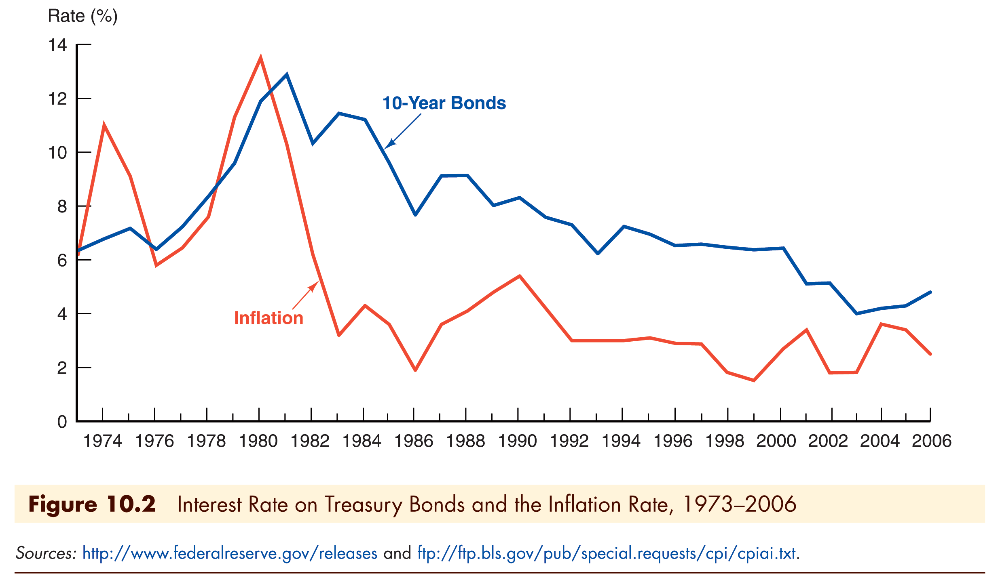 Rate (%)
14
12
10-Year Bonds
10
8
6
Inflation
4
2
0
1974 1976 1978 1980 1982 1984 1986 1988 1990 1992 1994 1996 1998 2000 2002 2004 2006
Figure 10.2 Interest Rate on Treasury Bonds and the Inflation Rate, 1973–2006
Sources: http://www.federalreserve.gov/releases and ftp://ftp.bls.gov/pub/special.requests/cpi/cpiai.txt.